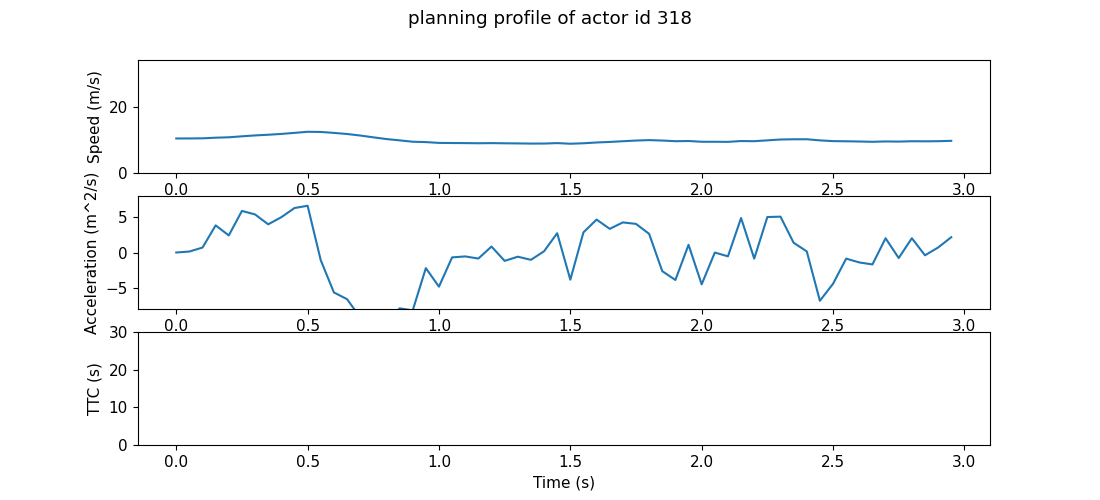 planning profile of actor id 318
Speed (m/s)
20
0
0.0 0.5 1.0 1.5 2.0 2.5 3.0
Acceleration (m^2/s)
5
0
−5
0.0 0.5 1.0 1.5 2.0 2.5 3.0
TTC (s)
30
20
10
0
0.0 0.5 1.0 1.5 2.0 2.5 3.0
Time (s)